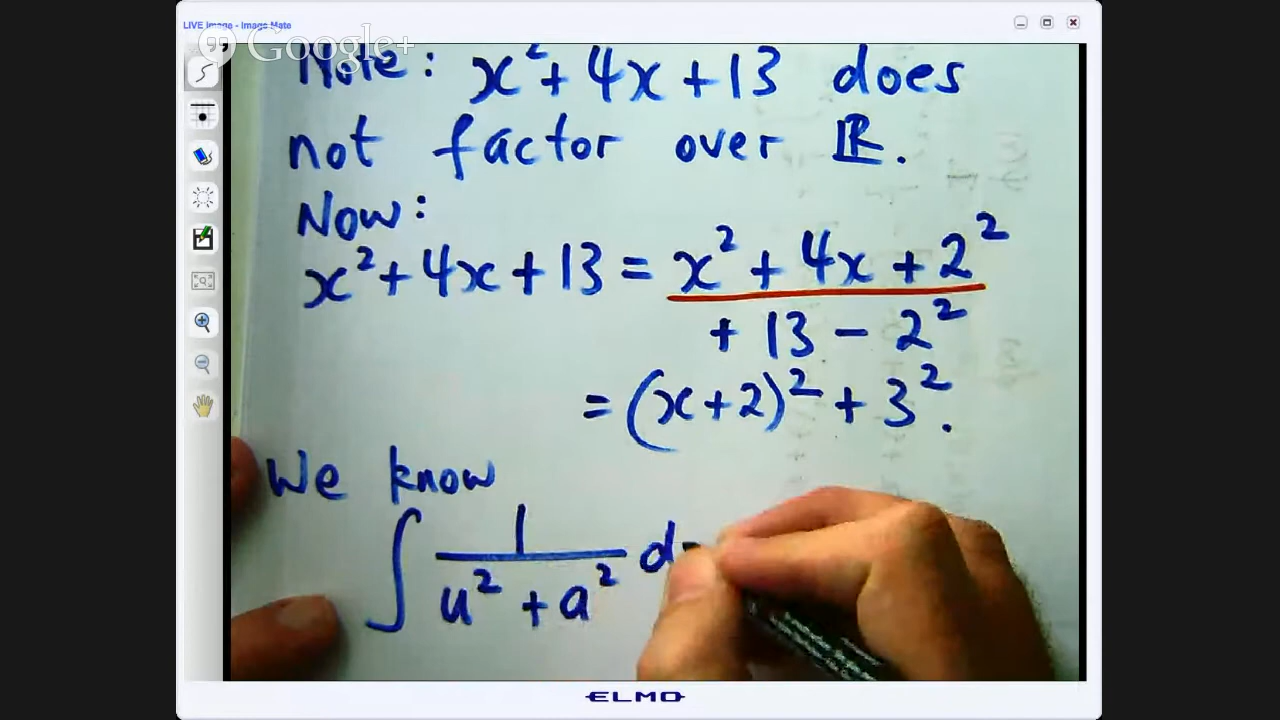 LIVE Image - Image Mate
Google+
Note: x² + 4x + 13 does
not factor over ℝ.
Now:
x² + 4x + 13 = x² + 4x + 2²
+ 13 − 2²
= (x+2)² + 3².
We know
∫ 1/(u² + a²) d
ELMO